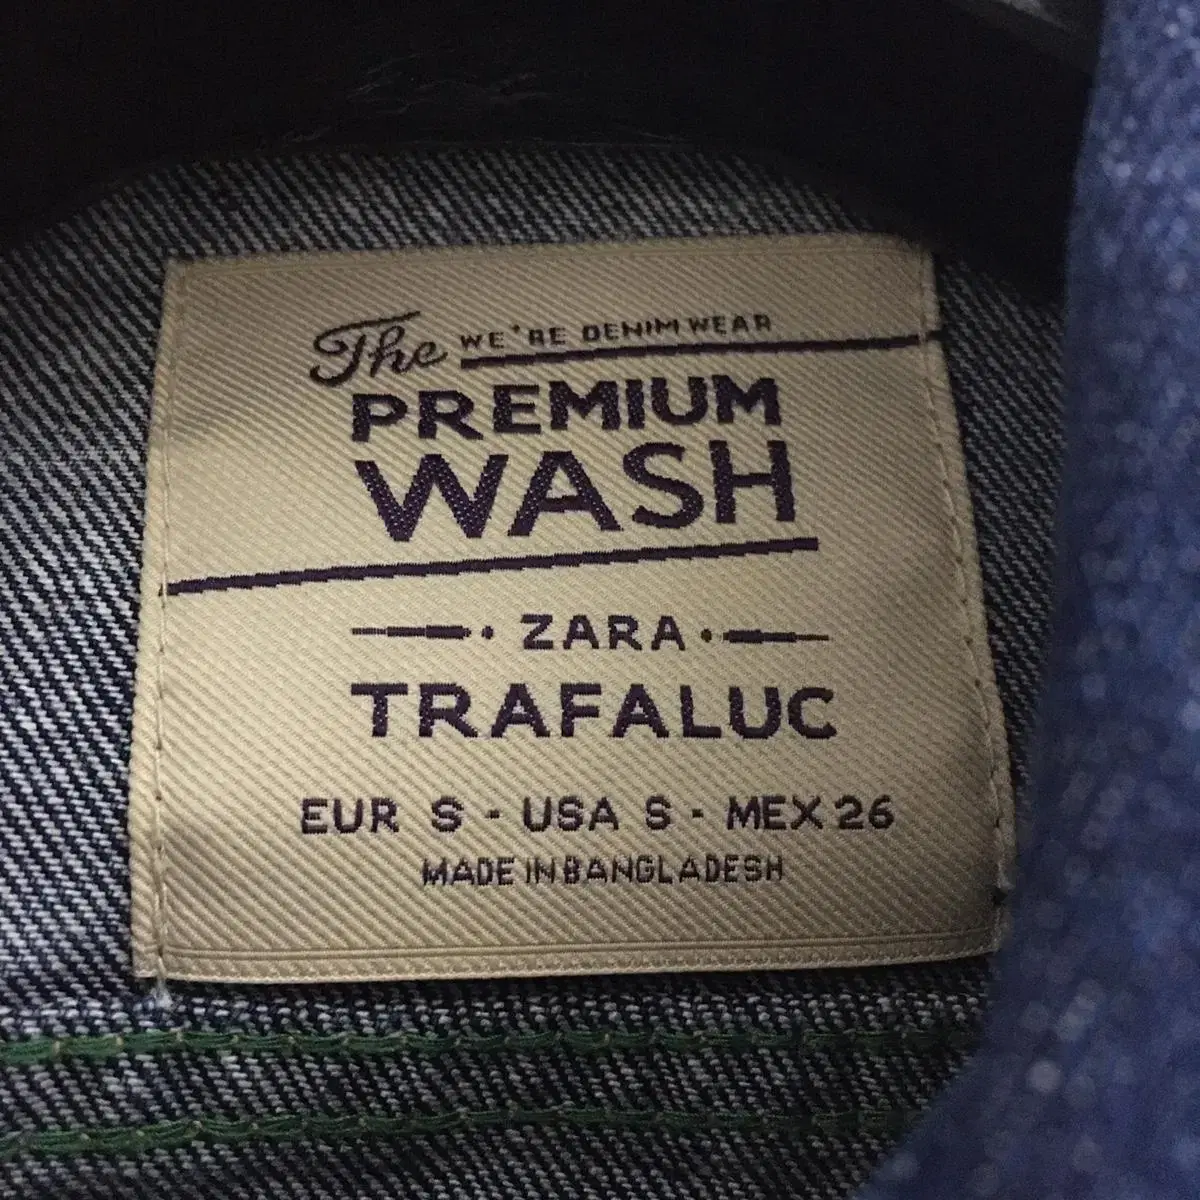 The WE'RE DENIM WEAR
PREMIUM
WASH
ZARA
TRAFALUC
EUR S - USA S - MEX 26
MADE IN BANGLADESH